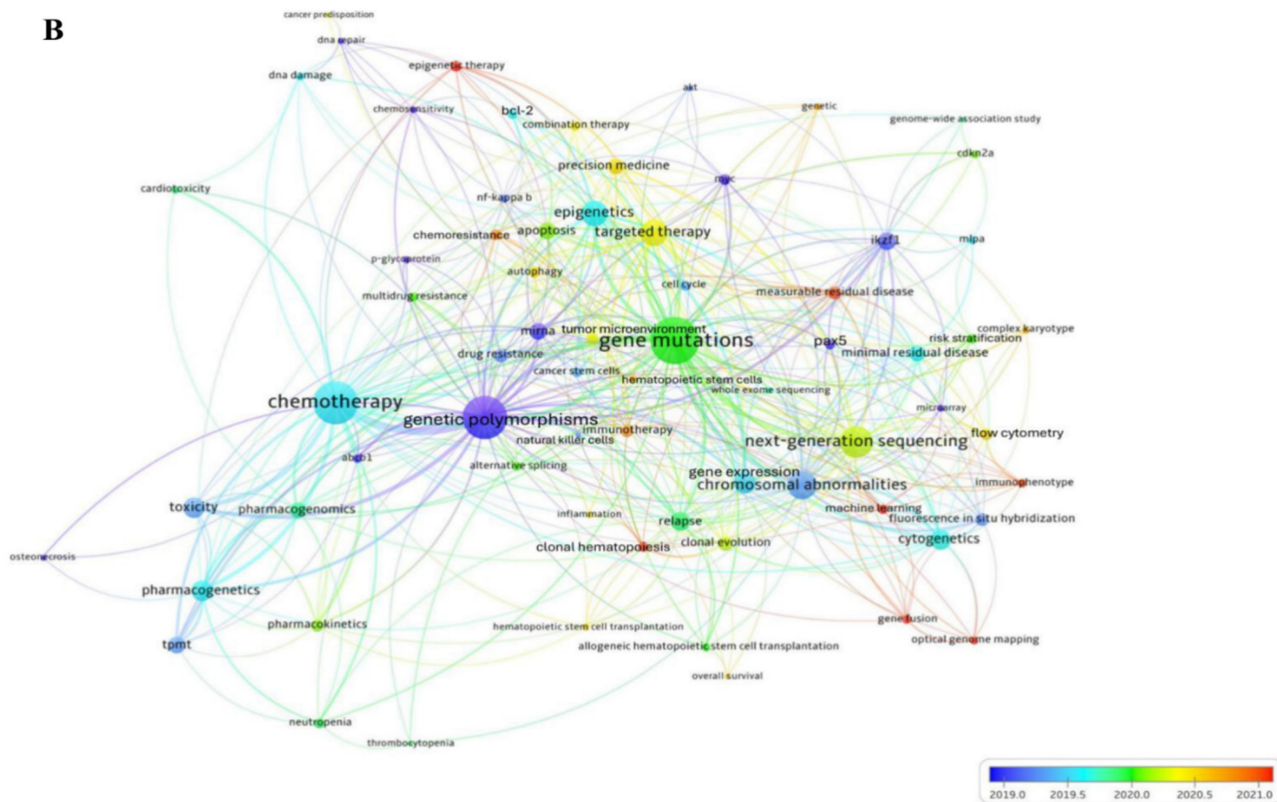 B
cancer predisposition
dna repair
epigenetic therapy
dna damage
akt
chemosensitivity
bcl-2
genetic
combination therapy
genome-wide association study
cdkn2a
precision medicine
myc
cardiotoxicity
nf-kappa b
epigenetics
chemoresistance
apoptosis
targeted therapy
ikzf1
mlpa
p-glycoprotein
autophagy
cell cycle
measurable residual disease
multidrug resistance
mirna
tumor microenvironment
gene mutations
complex karyotype
risk stratification
pax5
drug resistance
minimal residual disease
cancer stem cells
hematopoietic stem cells
whole exome sequencing
chemotherapy
microarray
genetic polymorphisms
immunotherapy
flow cytometry
natural killer cells
next-generation sequencing
abcb1
alternative splicing
gene expression
chromosomal abnormalities
immunophenotype
toxicity
pharmacogenomics
machine learning
inflammation
relapse
fluorescence in situ hybridization
clonal hematopoiesis
clonal evolution
cytogenetics
osteonecrosis
pharmacogenetics
pharmacokinetics
hematopoietic stem cell transplantation
gene fusion
optical genome mapping
tpmt
allogeneic hematopoietic stem cell transplantation
overall survival
neutropenia
thrombocytopenia
2019.0 2019.5 2020.0 2020.5 2021.0